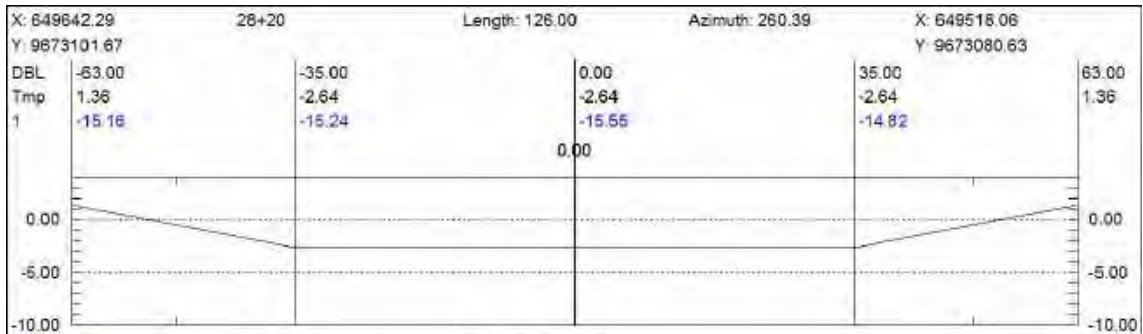 X: 649642.29 28+20 Length: 126.00 Azimuth: 260.39 X: 649518.06
Y: 9673101.67 Y: 9673080.63
DBL -63.00 -35.00 0.00 35.00 63.00
Tmp 1.36 -2.64 -2.64 -2.64 1.36
1 -15.16 -15.24 -15.55 -14.82
0.00
0.00 0.00
-5.00 -5.00
-10.00 -10.00